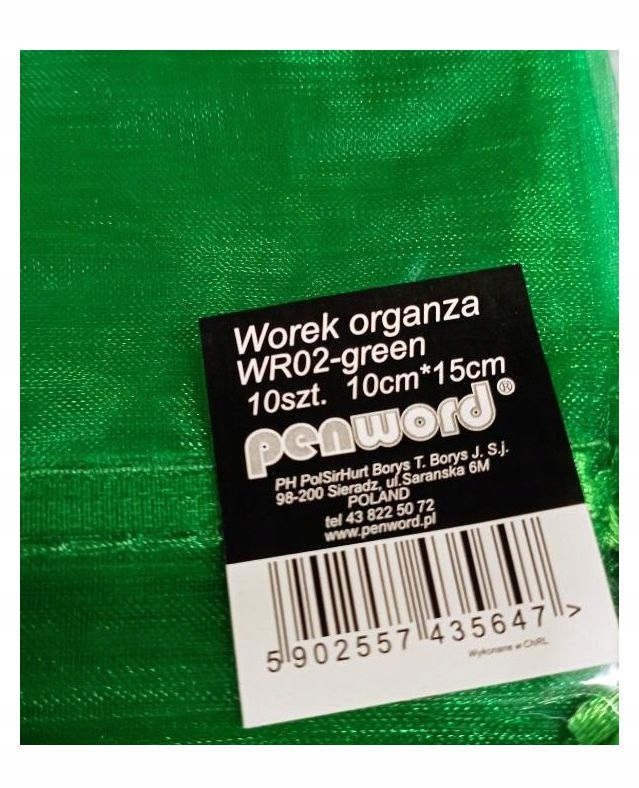 Worek organza
WR02-green
10szt. 10cm*15cm
penword®
PH PolSirHurt Borys T. Borys J. S.j.
98-200 Sieradz, ul.Saranska 6M
POLAND
tel 43 822 50 72
www.penword.pl
5 902557 435647 >
Wykonane w ChRL